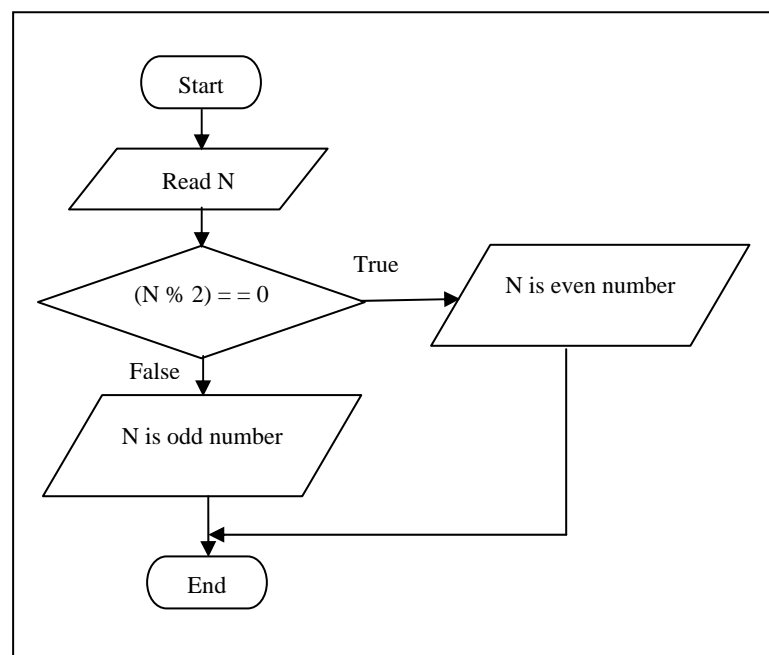 Start
Read N
True
(N % 2) = = 0
N is even number
False
N is odd number
End